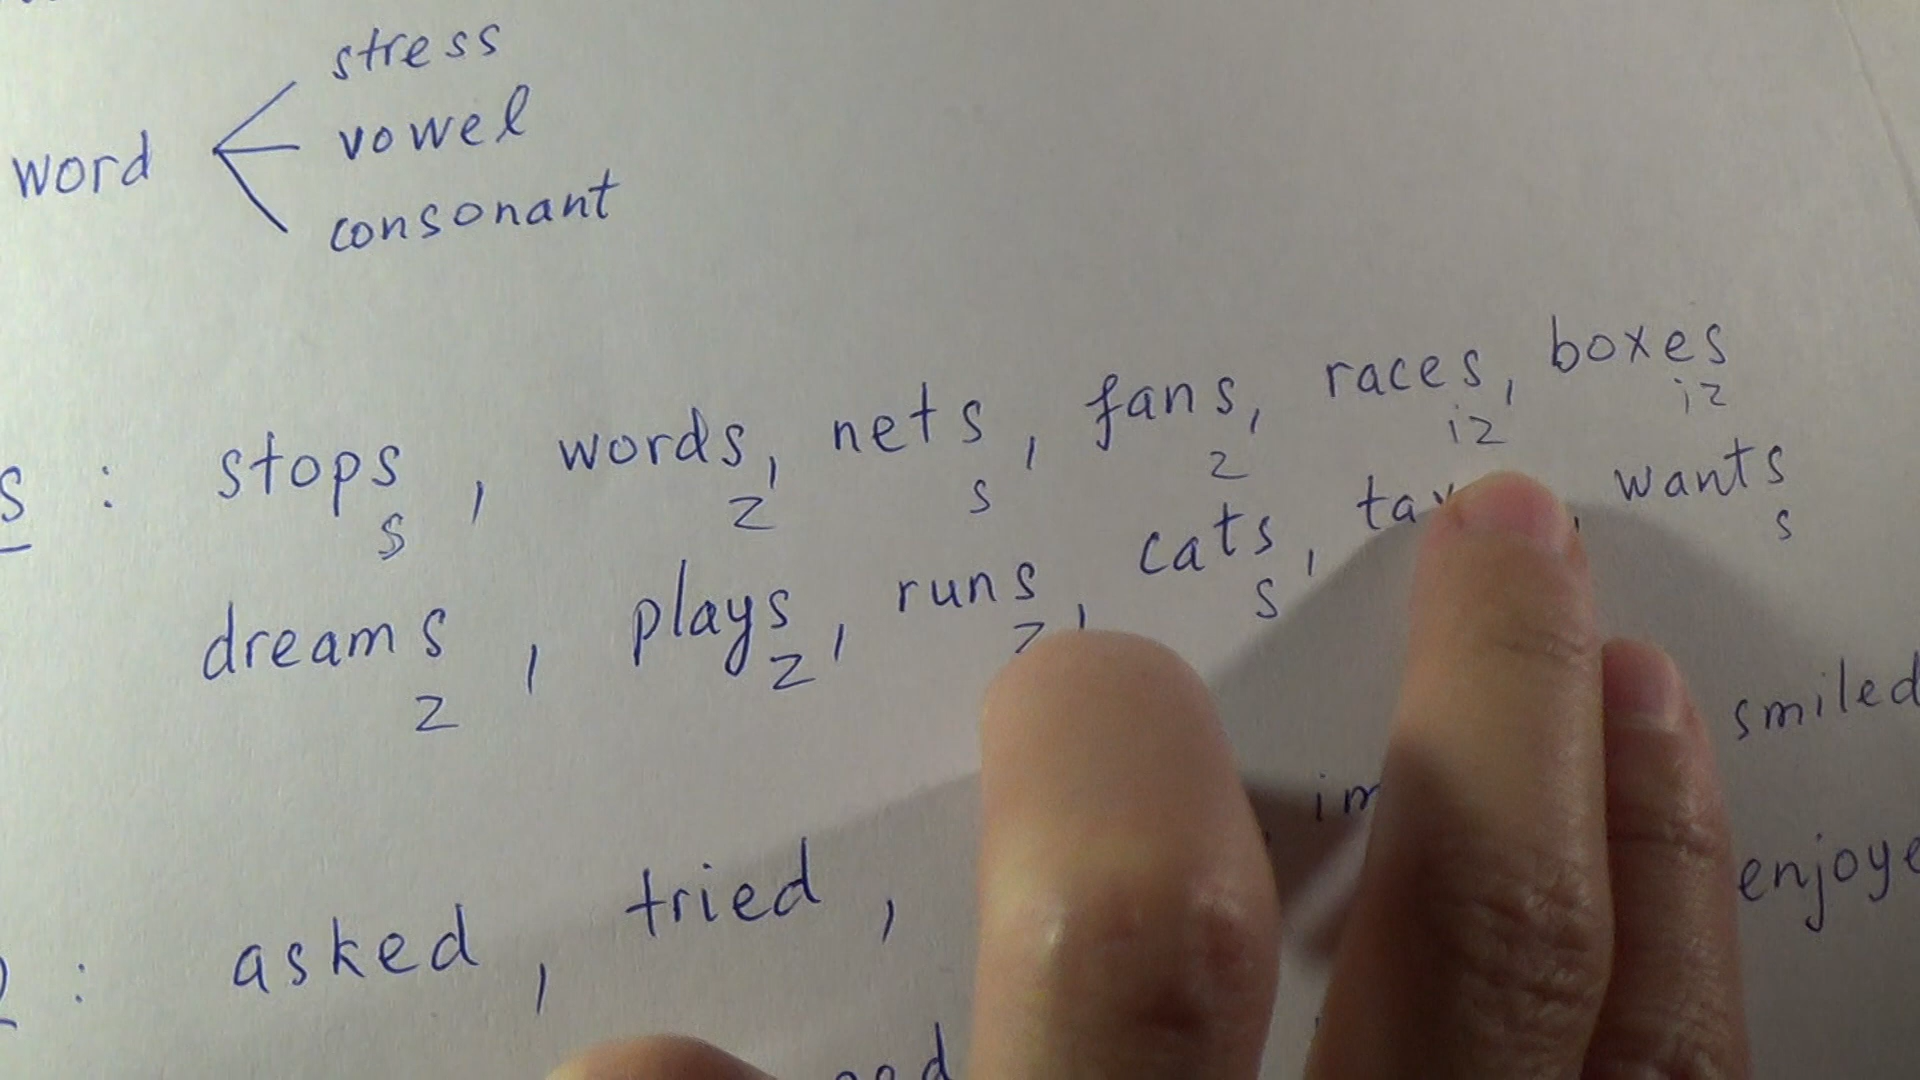 stress
vowel
word
consonant
s : stops, words, nets, fans, races, boxes
s z s z iz iz
dreams, plays, runs, cats, wants
z z z s s
smiled
: asked, tried,